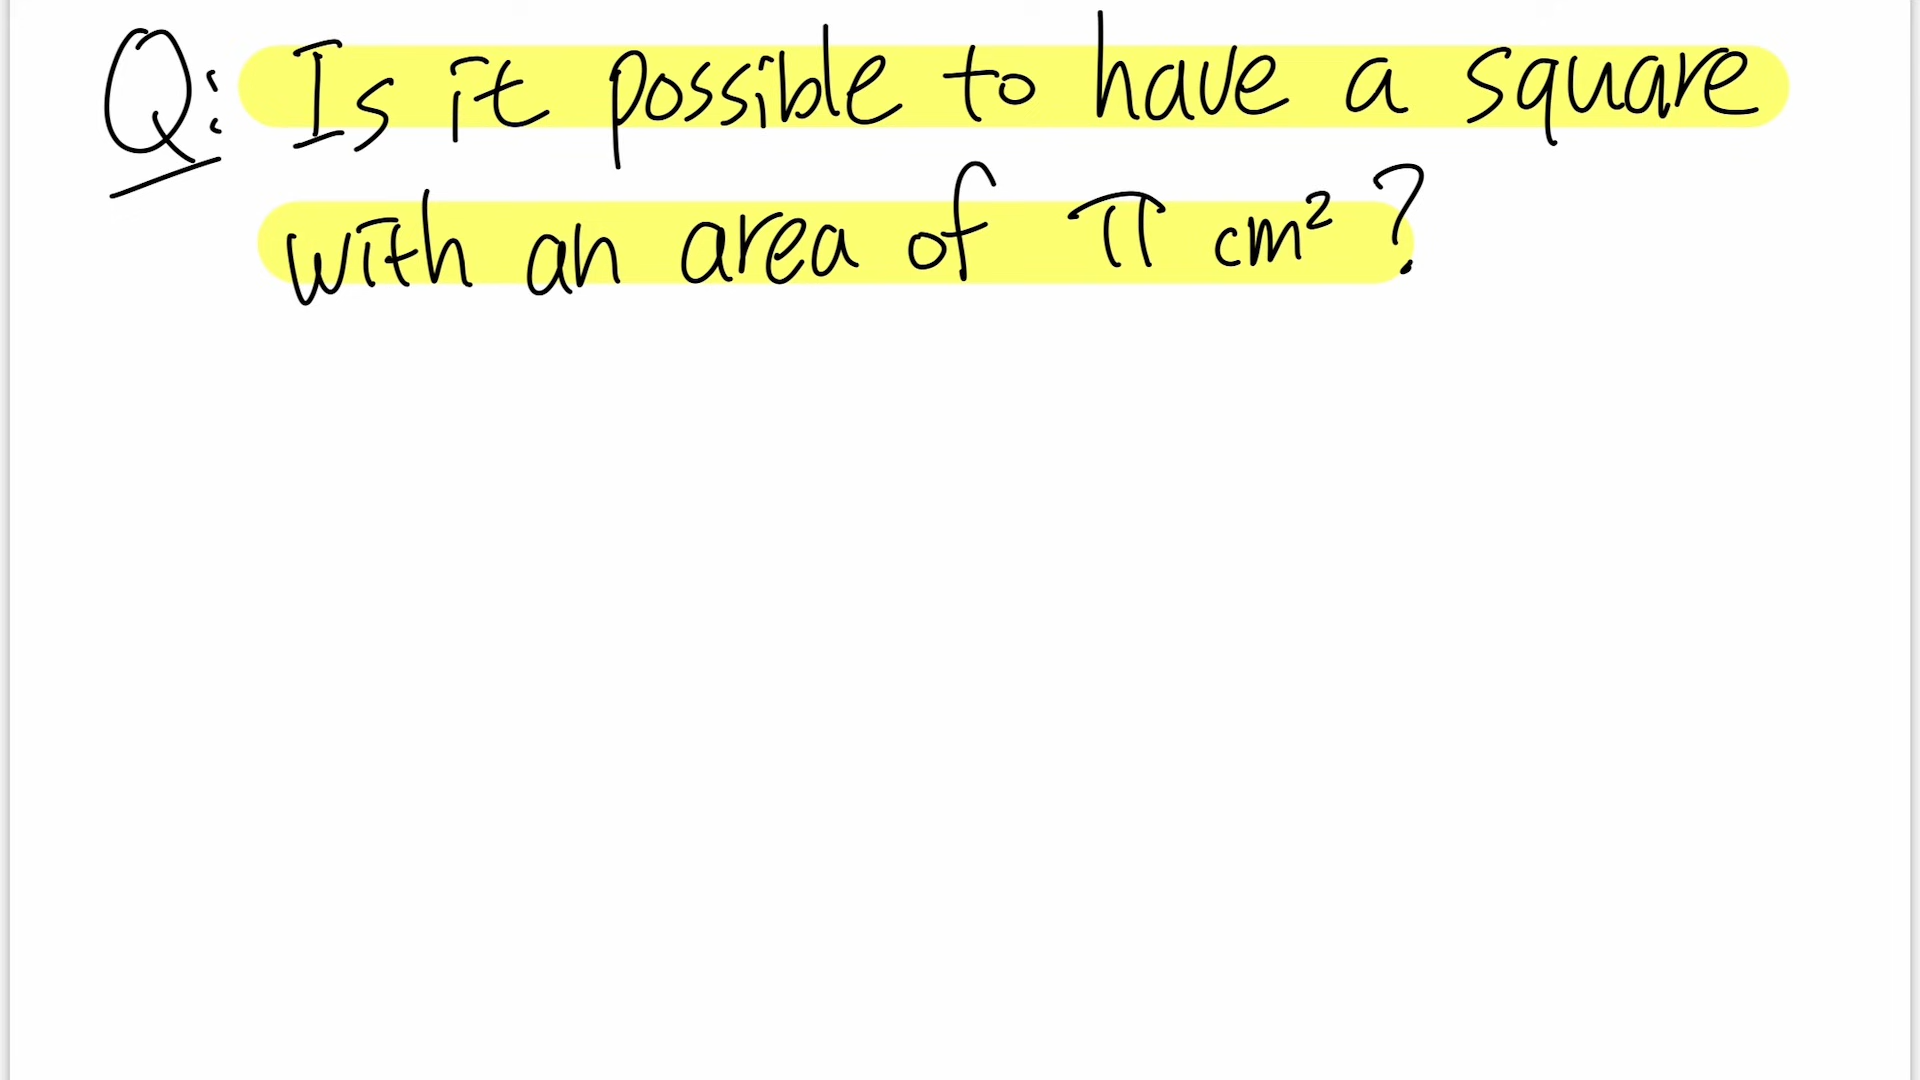 Q: Is it possible to have a square
with an area of π cm²?